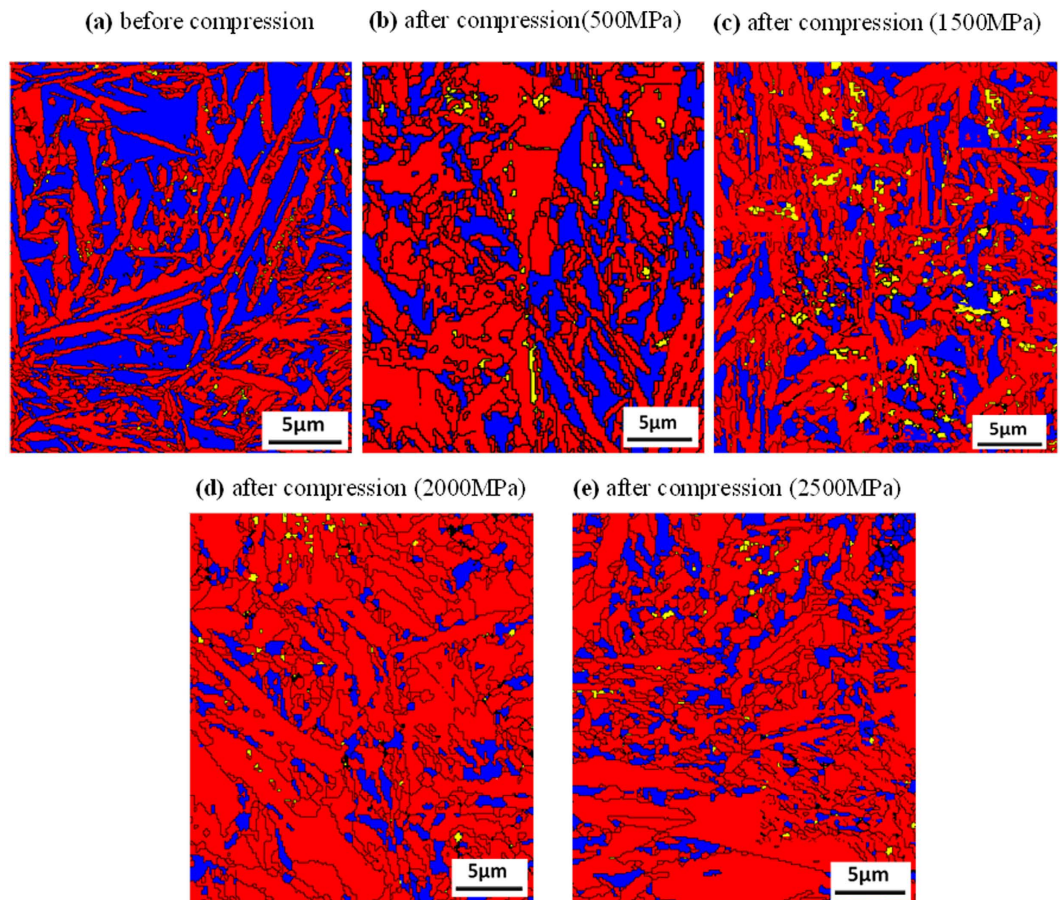 (a) before compression
(b) after compression(500MPa)
(c) after compression (1500MPa)
5μm
5μm
5μm
(d) after compression (2000MPa)
(e) after compression (2500MPa)
5μm
5μm